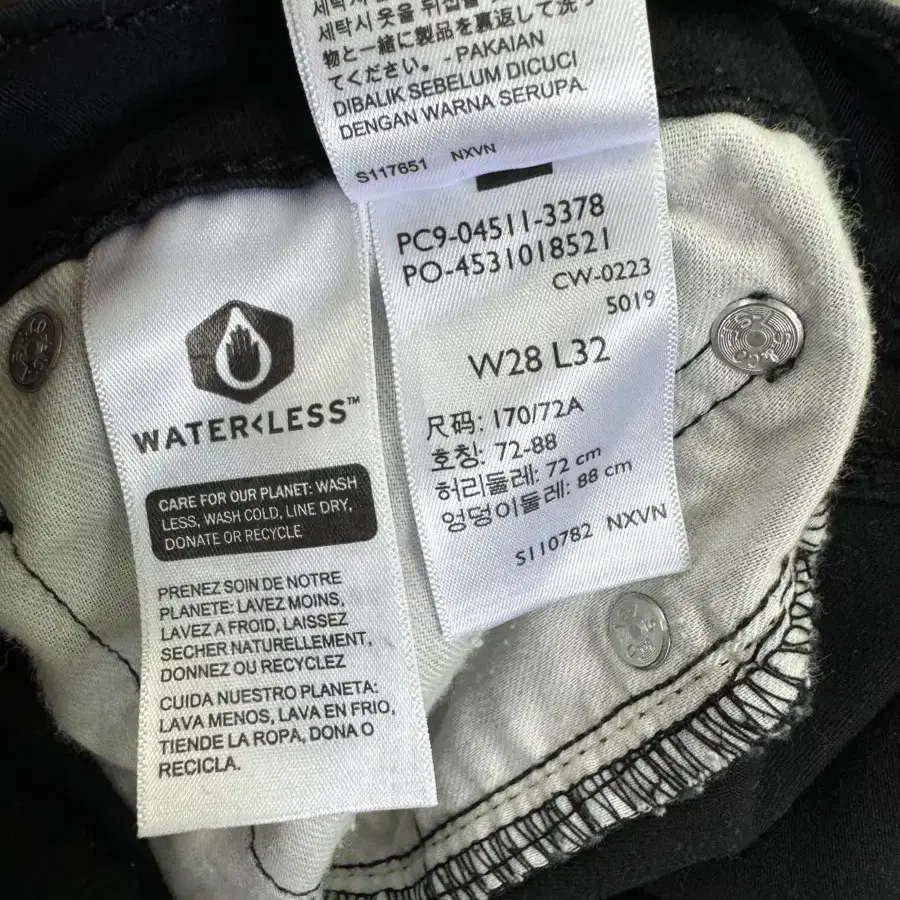 세탁시 옷을 뒤집을
物と一緒に製品を裏返して洗っ
てください。 - PAKAIAN
DIBALIK SEBELUM DICUCI
DENGAN WARNA SERUPA.
S117651 NXVN
PC9-04511-3378
PO-4531018521
CW-0223
5019
W28 L32
尺码: 170/72A
호칭: 72-88
허리둘레: 72 cm
엉덩이둘레: 88 cm
S110782 NXVN
WATER<LESS™
CARE FOR OUR PLANET: WASH
LESS, WASH COLD, LINE DRY,
DONATE OR RECYCLE
PRENEZ SOIN DE NOTRE
PLANETE: LAVEZ MOINS,
LAVEZ A FROID, LAISSEZ
SECHER NATURELLEMENT,
DONNEZ OU RECYCLEZ
CUIDA NUESTRO PLANETA:
LAVA MENOS, LAVA EN FRIO,
TIENDE LA ROPA, DONA O
RECICLA.